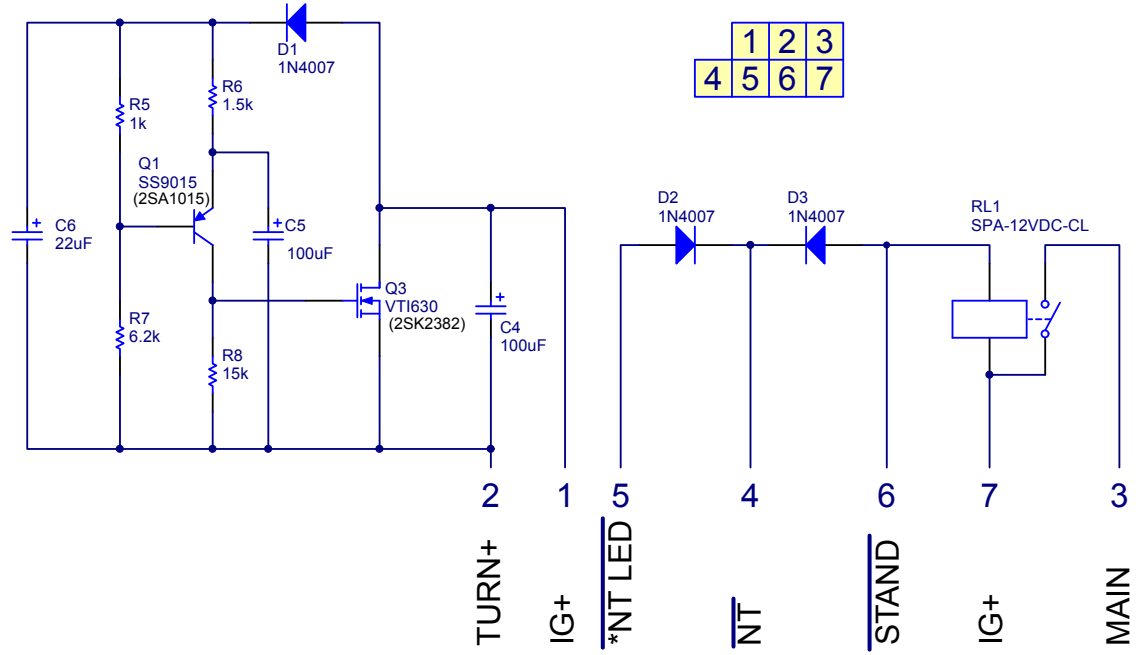 D1
1N4007
1 2 3
4 5 6 7
R6
1.5k
R5
1k
Q1
SS9015
(2SA1015)
C6
22uF
C5
100uF
D2
1N4007
D3
1N4007
RL1
SPA-12VDC-CL
Q3
VTI630
(2SK2382)
C4
100uF
R7
6.2k
R8
15k
2 1 5 4 6 7 3
TURN+
IG+
*NT LED
NT
STAND
IG+
MAIN